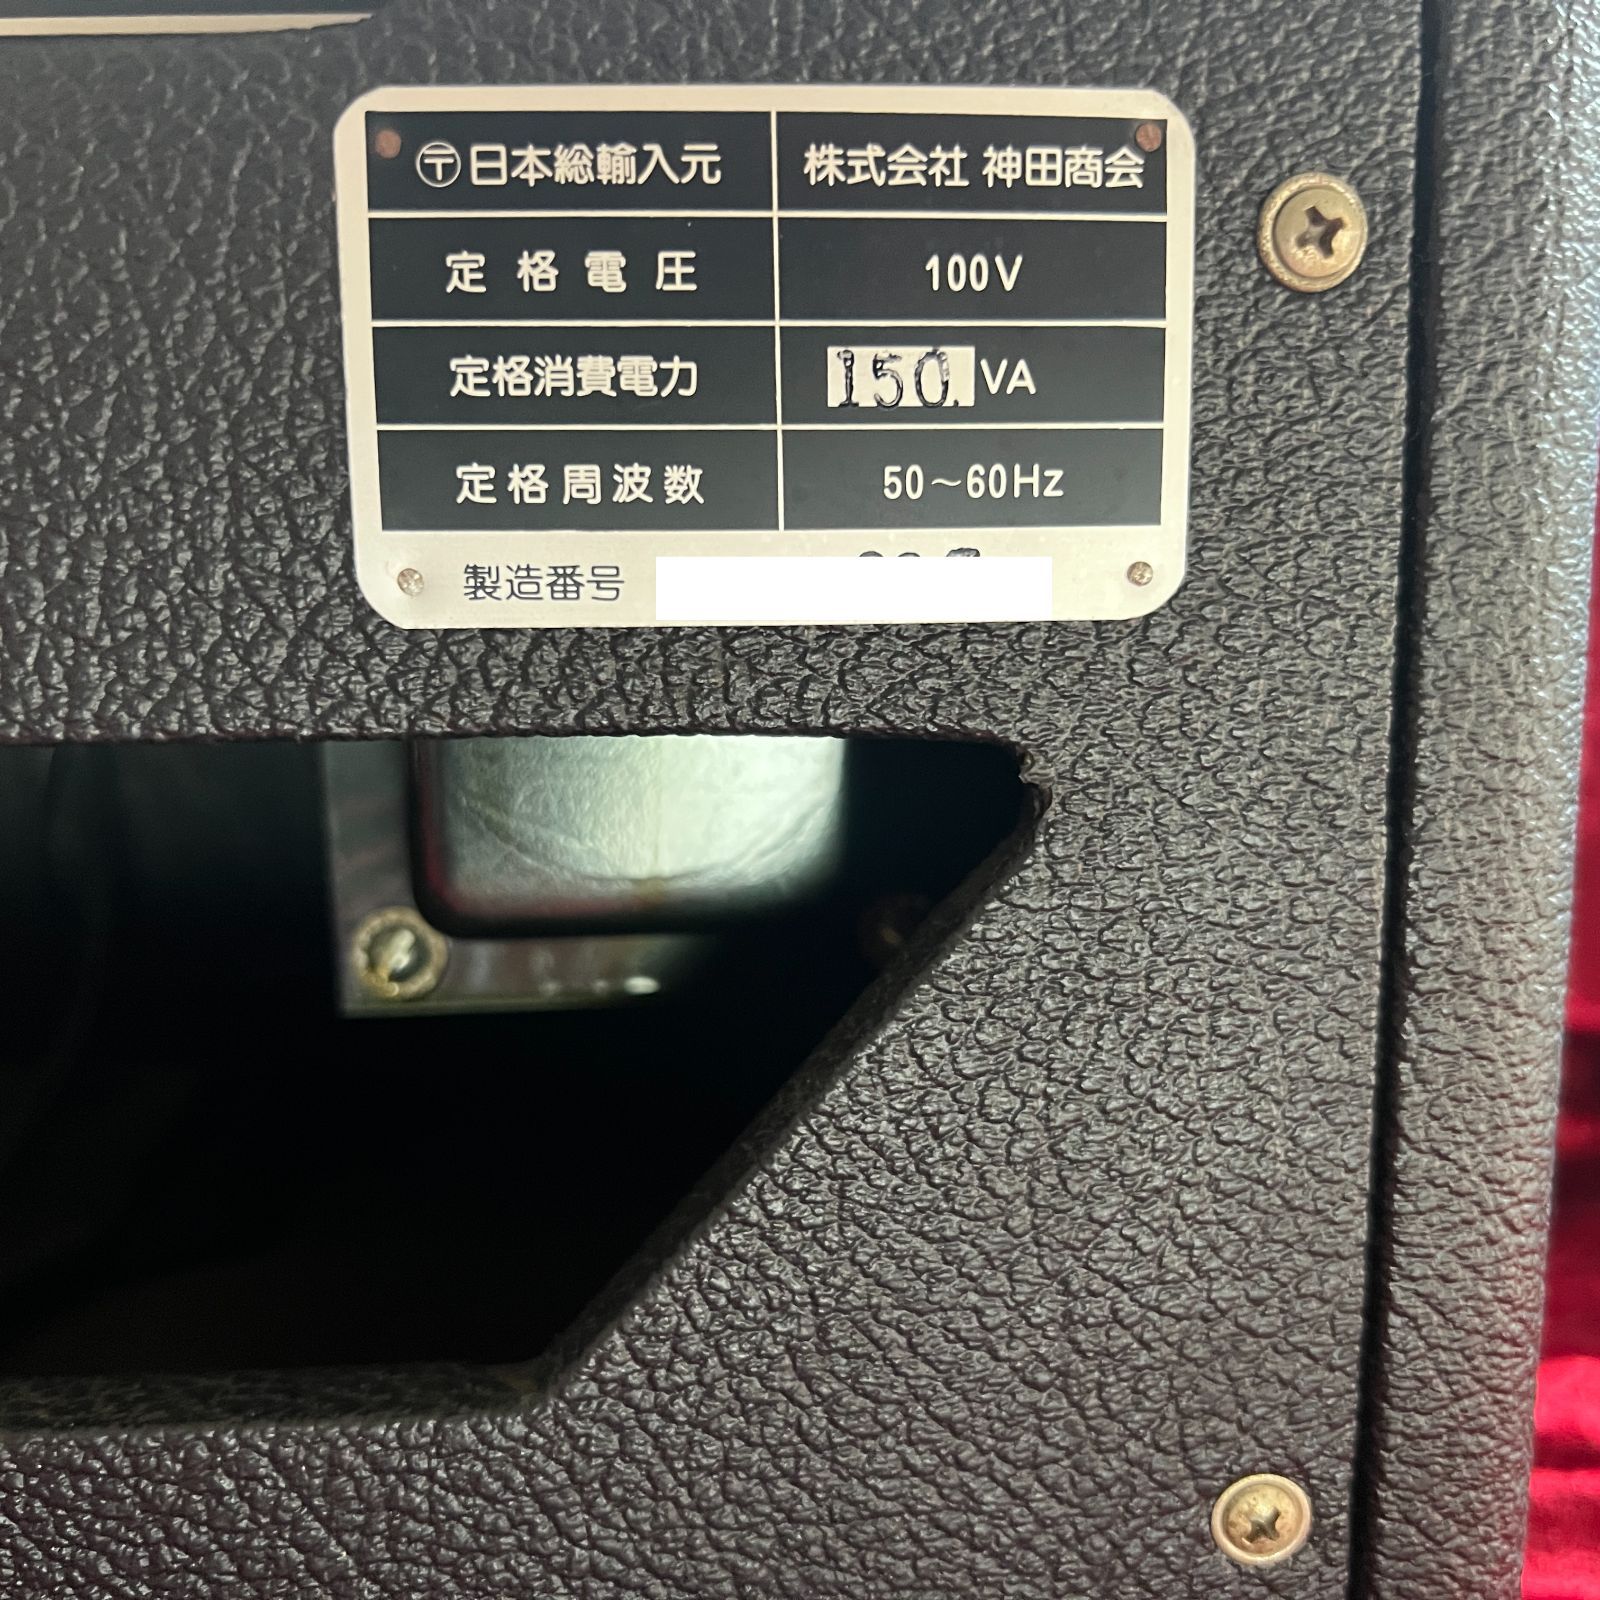 〶日本総輸入元 株式会社 神田商会
定格電圧 100V
定格消費電力 150 VA
定格周波数 50~60Hz
製造番号